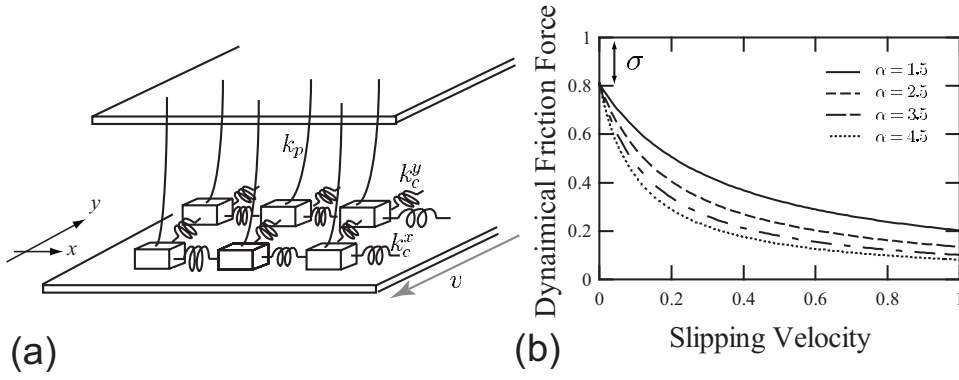 k_p
k_c^y
k_c^x
y
x
v
(a)
Dynaimical Friction Force
1
0.8
0.6
0.4
0.2
0
σ
α = 1.5
α = 2.5
α = 3.5
α = 4.5
0 0.2 0.4 0.6 0.8 1
Slipping Velocity
(b)